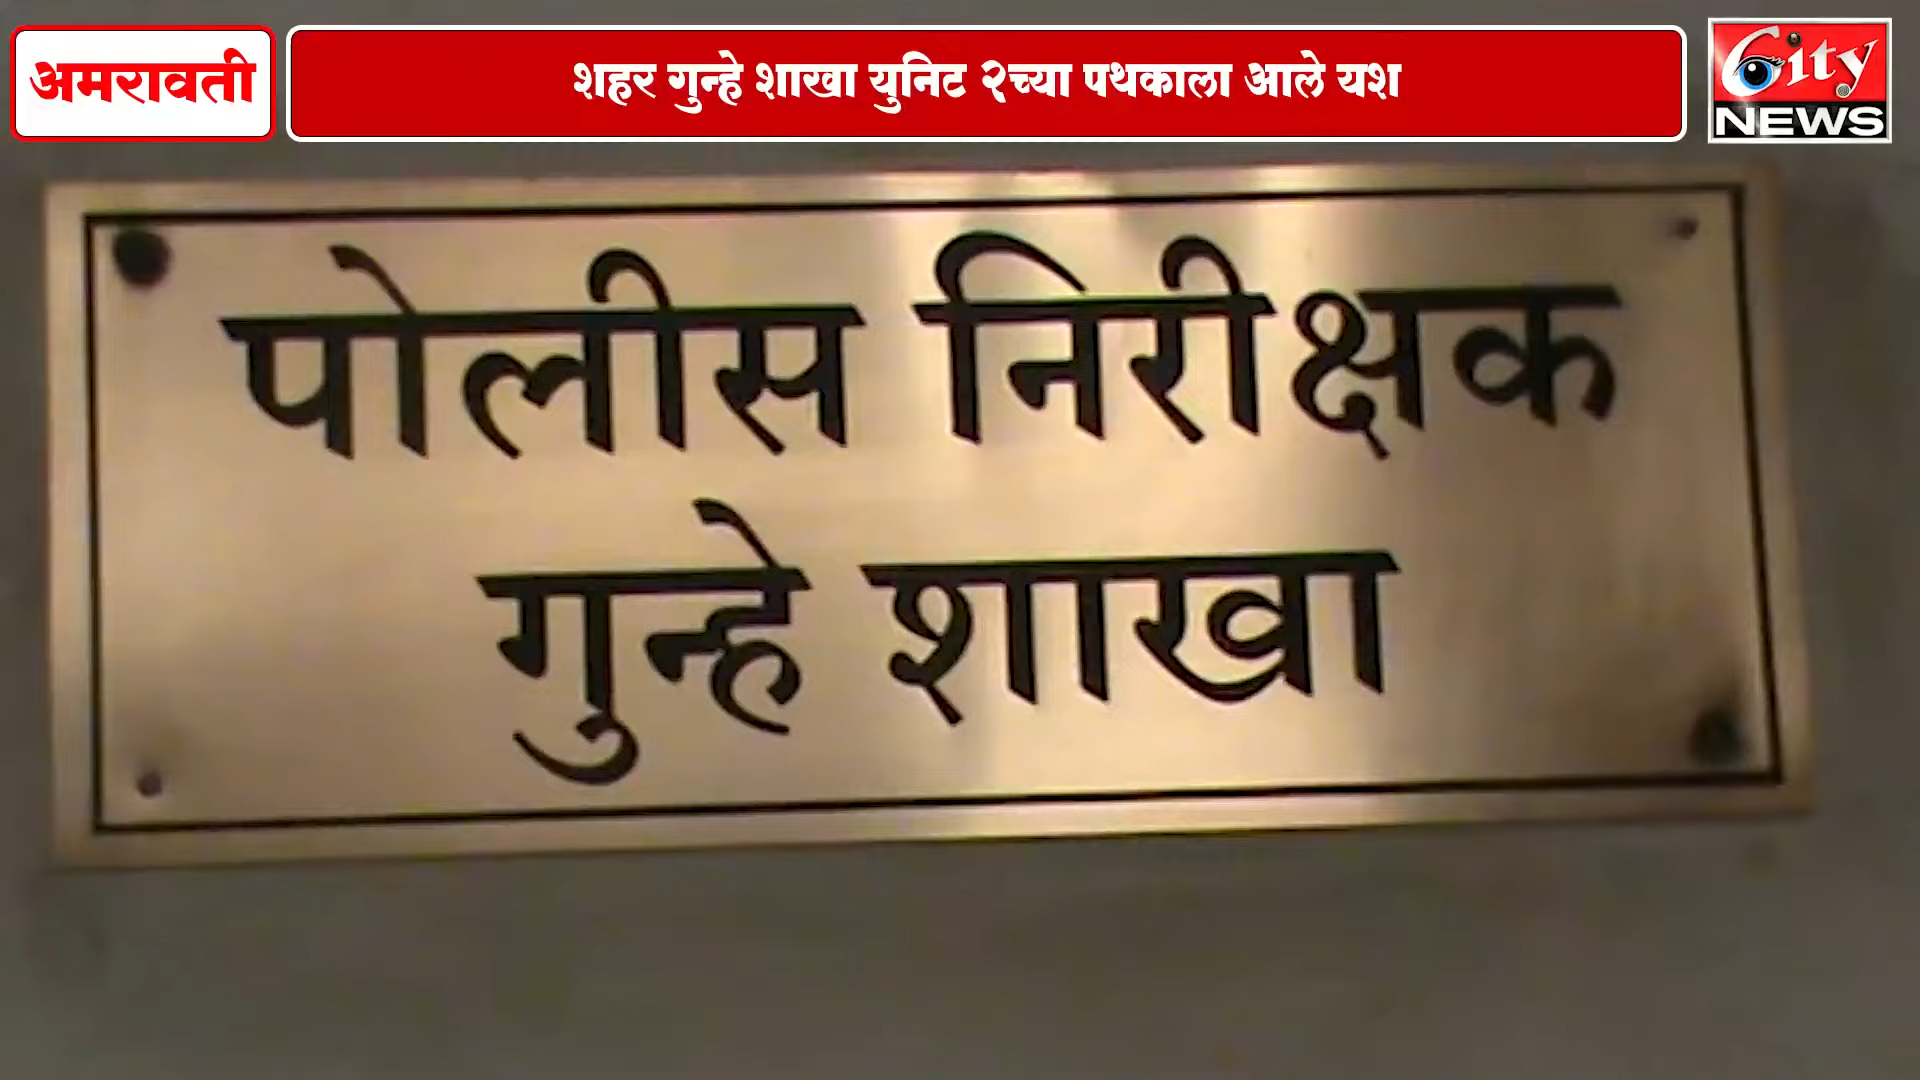 अमरावती
शहर गुन्हे शाखा युनिट २च्या पथकाला आले यश
City
NEWS
पोलीस निरीक्षक
गुन्हे शाखा